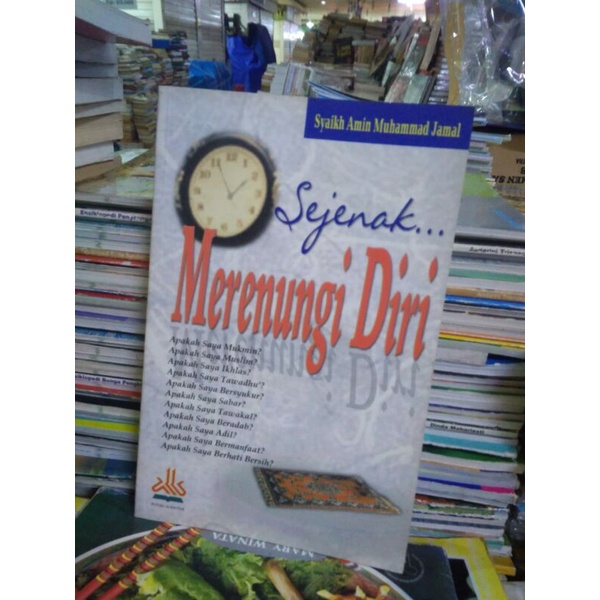 Syaikh Amin Muhammad Jamal
Sejenak...
Merenungi Diri
Apakah Saya Mukmin?
Apakah Saya Muslim?
Apakah Saya Ikhlas?
Apakah Saya Tawadhu'?
Apakah Saya Bersyukur?
Apakah Saya Sabar?
Apakah Saya Tawakal?
Apakah Saya Beradab?
Apakah Saya Adil?
Apakah Saya Bermanfaat?
Apakah Saya Berhati Bersih?
MARY WINATA